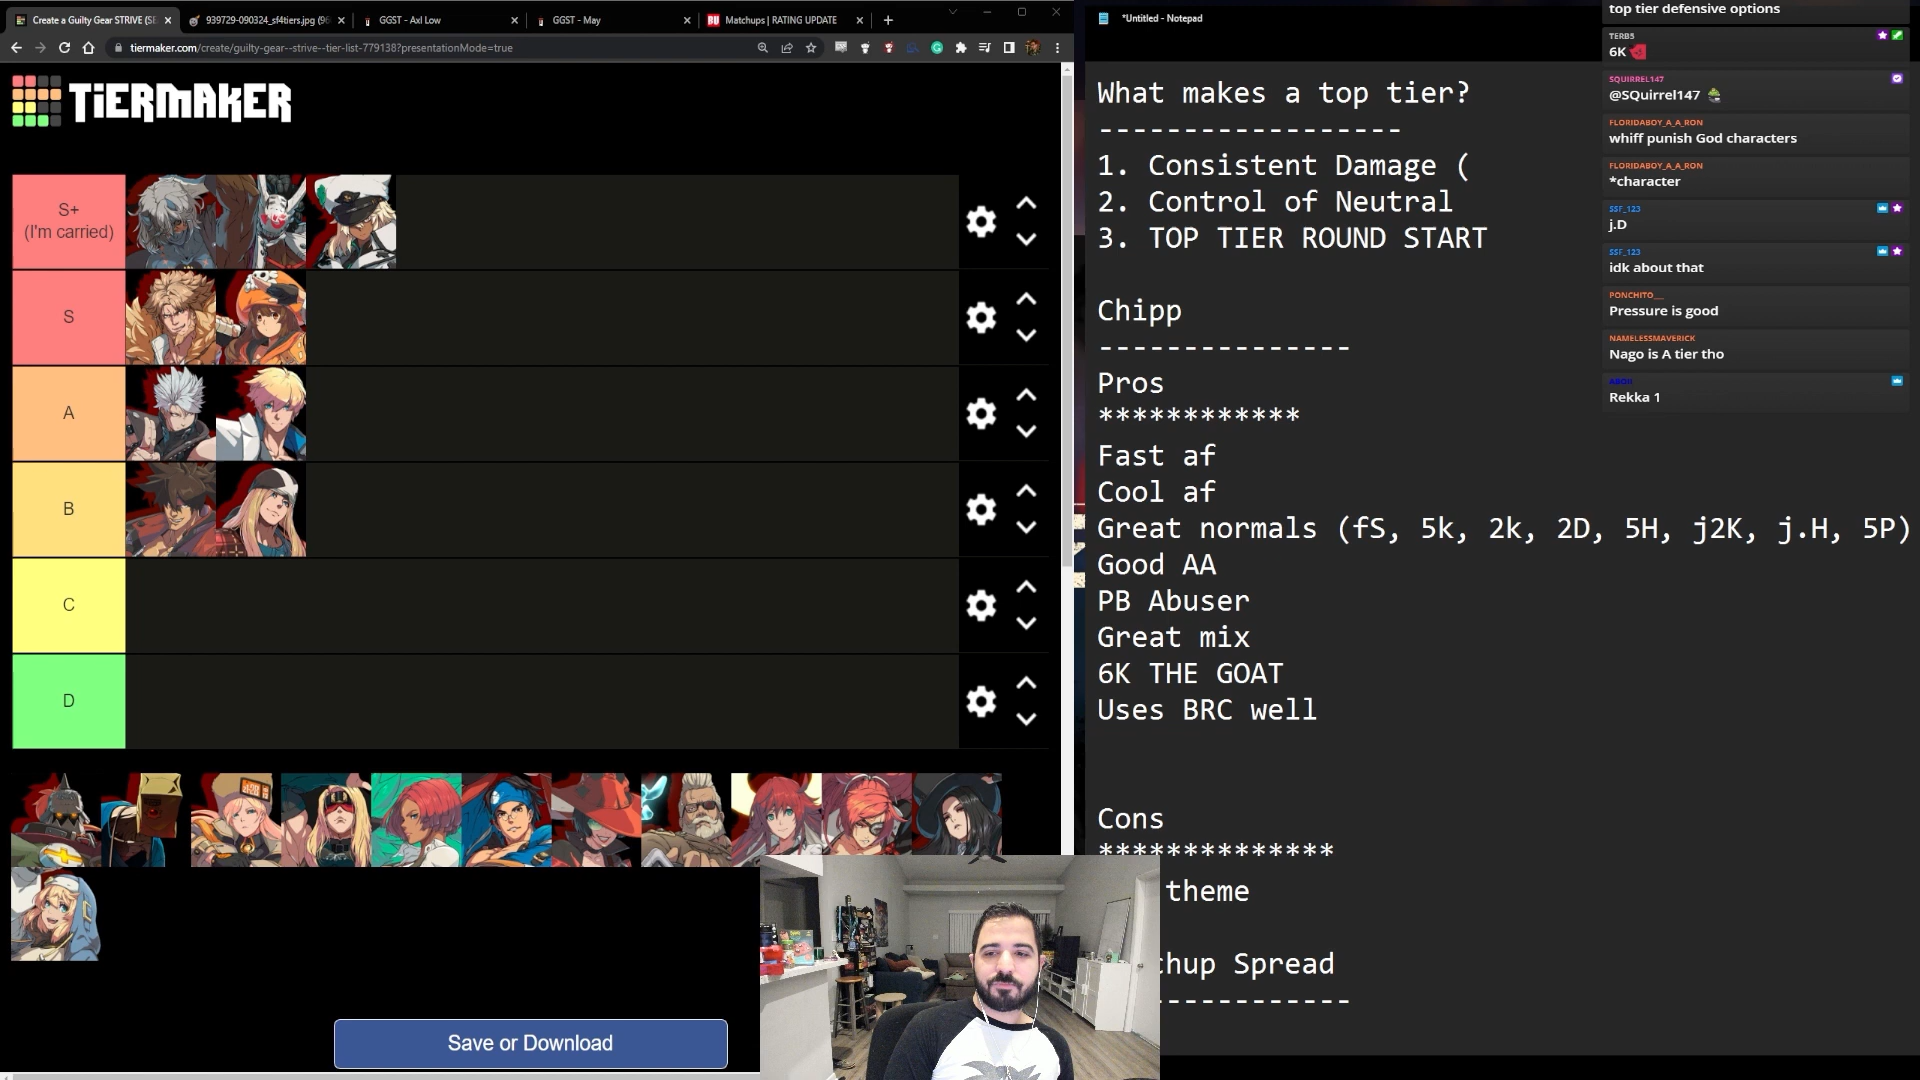 Create a Guilty Gear STRIVE (SE
939729-090324_sf4tiers.jpg (96
GGST - Axl Low
GGST - May
Matchups | RATING UPDATE
*Untitled - Notepad
tiermaker.com/create/guilty-gear--strive--tier-list-779138?presentationMode=true
TiERMAKER
S+
(I'm carried)
S
A
B
C
D
Save or Download
What makes a top tier?
------------------
1. Consistent Damage (
2. Control of Neutral
3. TOP TIER ROUND START
Chipp
---------------
Pros
************
Fast af
Cool af
Great normals (fS, 5k, 2k, 2D, 5H, j2K, j.H, 5P)
Good AA
PB Abuser
Great mix
6K THE GOAT
Uses BRC well
Cons
**************
theme
chup Spread
------------
top tier defensive options
TERB5
6K
SQUIRREL147
@SQuirrel147
FLORIDABOY_A_A_RON
whiff punish God characters
FLORIDABOY_A_A_RON
*character
SSF_123
j.D
SSF_123
idk about that
PONCHITO__
Pressure is good
NAMELESSMAVERICK
Nago is A tier tho
Rekka 1